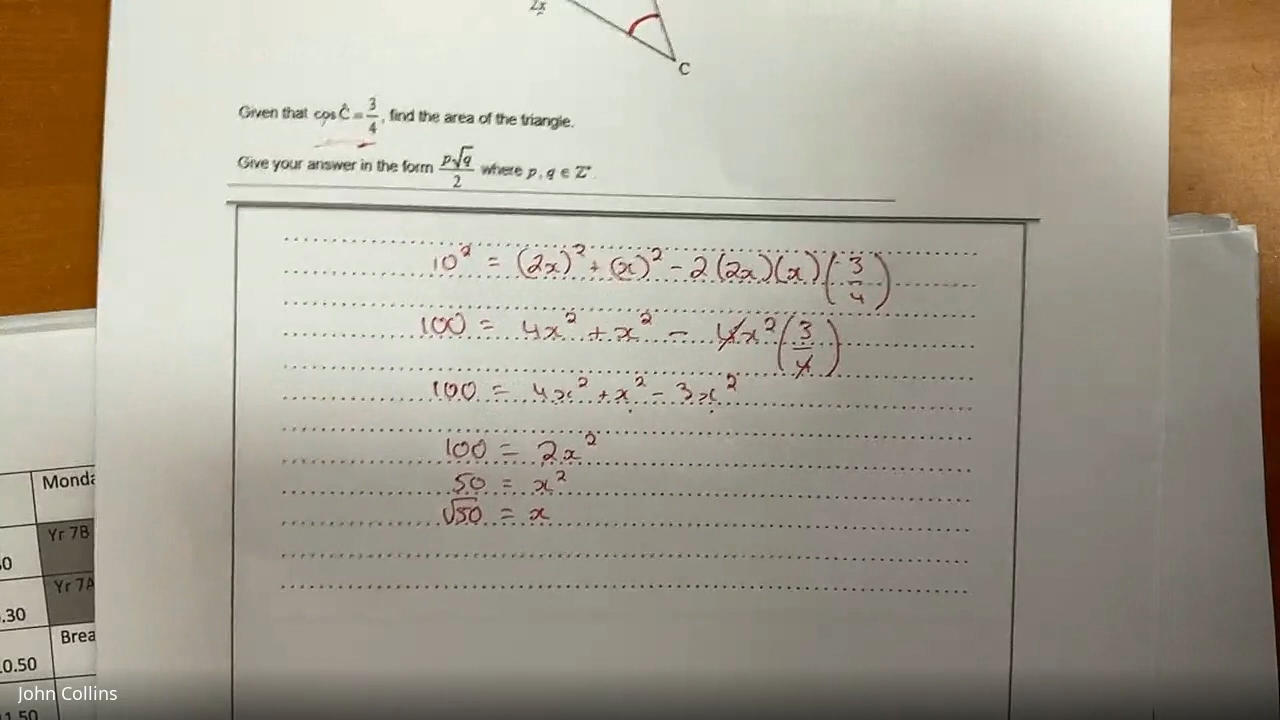 2x
C
Given that cos Ĉ = 3/4, find the area of the triangle.
Give your answer in the form p√q/2 where p, q ∈ Z⁺.
10² = (2x)² + (x)² - 2(2x)(x)(3/4)
100 = 4x² + x² - 4x²(3/4)
100 = 4x² + x² - 3x²
100 = 2x²
50 = x²
√50 = x
Monda
Yr 7B
Yr 7A
.30
Brea
0.50
1.50
John Collins